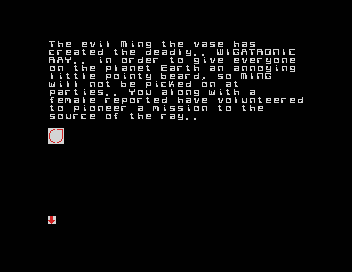 The evil Ming the vase has
created the deadly.. WIGATRONIC
RAY.. in order to give everyone
on the planet Earth an annoying
little pointy beard, so MING
will not be picked on at
parties.. You along with a
female reported have volunteered
to pioneer a mission to the
source of the ray..